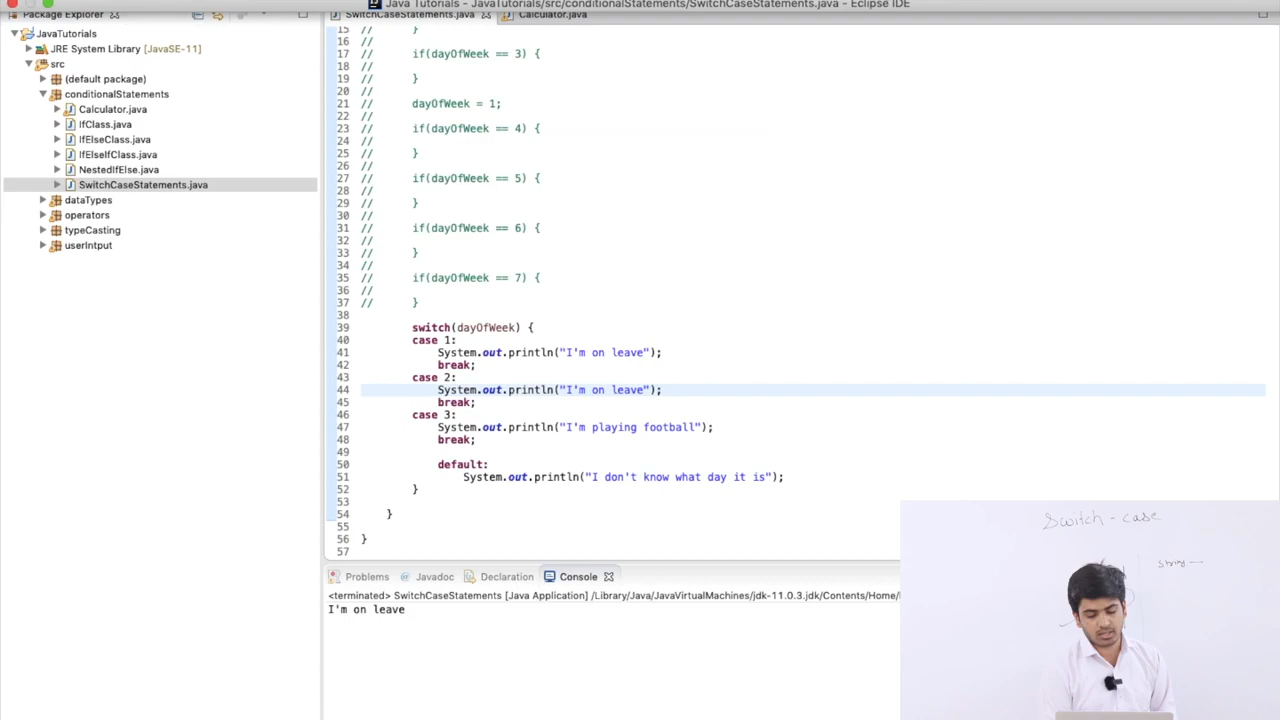 Java Tutorials - JavaTutorials/src/conditionalStatements/SwitchCaseStatements.java - Eclipse IDE
Package Explorer
SwitchCaseStatements.java
Calculator.java
JavaTutorials
JRE System Library [JavaSE-11]
src
(default package)
conditionalStatements
Calculator.java
IfClass.java
IfElseClass.java
IfElseIfClass.java
NestedIfElse.java
SwitchCaseStatements.java
dataTypes
operators
typeCasting
userIntput
15 // }
16 //
17 // if(dayOfWeek == 3) {
18 //
19 // }
20 //
21 // dayOfWeek = 1;
22 //
23 // if(dayOfWeek == 4) {
24 //
25 // }
26 //
27 // if(dayOfWeek == 5) {
28 //
29 // }
30 //
31 // if(dayOfWeek == 6) {
32 //
33 // }
34 //
35 // if(dayOfWeek == 7) {
36 //
37 // }
38
39 switch(dayOfWeek) {
40 case 1:
41 System.out.println("I'm on leave");
42 break;
43 case 2:
44 System.out.println("I'm on leave");
45 break;
46 case 3:
47 System.out.println("I'm playing football");
48 break;
49
50 default:
51 System.out.println("I don't know what day it is");
52 }
53
54 }
55
56 }
57
Switch - case
string
Problems Javadoc Declaration Console
<terminated> SwitchCaseStatements [Java Application] /Library/Java/JavaVirtualMachines/jdk-11.0.3.jdk/Contents/Home/
I'm on leave